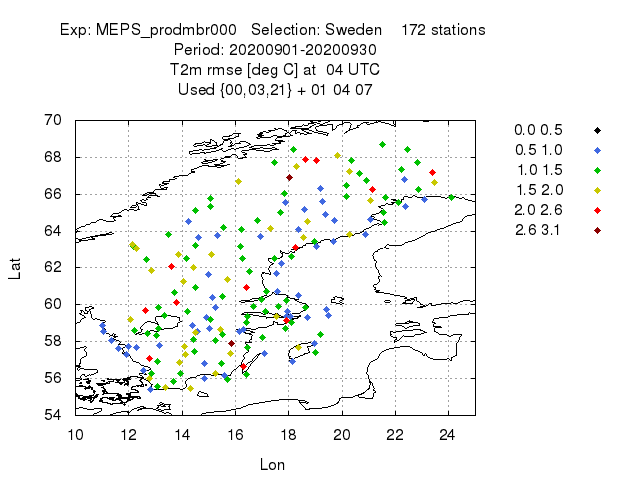 Exp: MEPS_prodmbr000   Selection: Sweden    172 stations
Period: 20200901-20200930
T2m rmse [deg C] at  04 UTC
Used {00,03,21} + 01 04 07
70
68
66
64
62
60
58
56
54
Lat
10 12 14 16 18 20 22 24
Lon
0.0 0.5
0.5 1.0
1.0 1.5
1.5 2.0
2.0 2.6
2.6 3.1